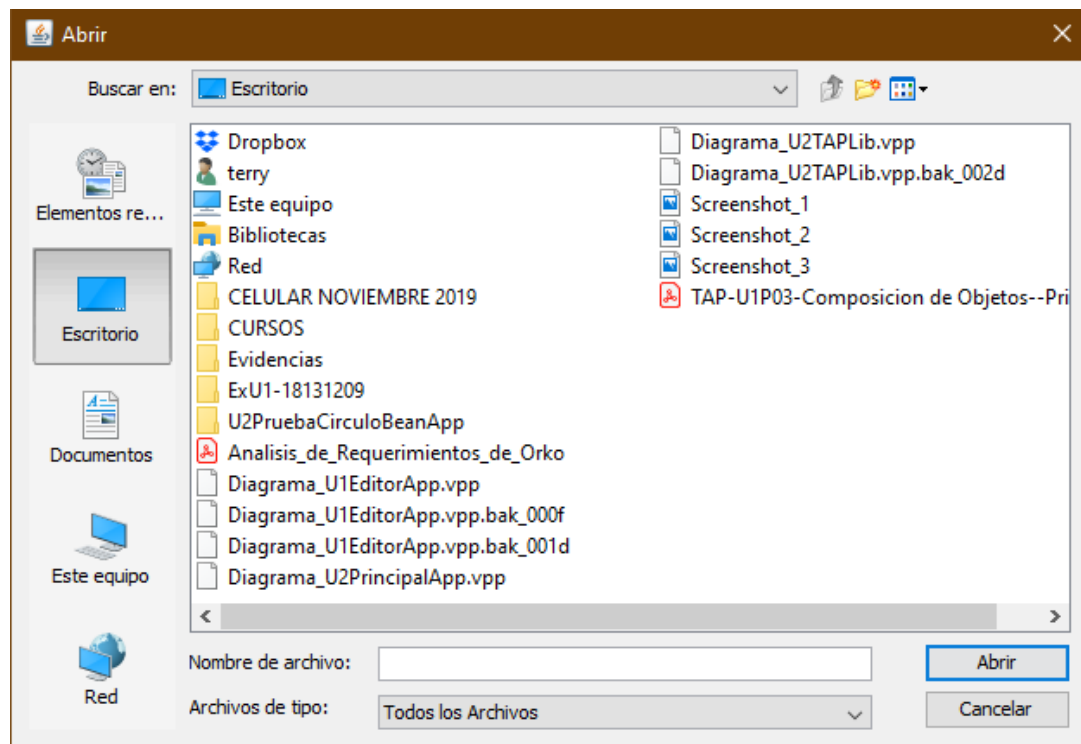 Abrir
Buscar en:
Escritorio
Elementos re...
Escritorio
Documentos
Este equipo
Red
Dropbox
terry
Este equipo
Bibliotecas
Red
CELULAR NOVIEMBRE 2019
CURSOS
Evidencias
ExU1-18131209
U2PruebaCirculoBeanApp
Analisis_de_Requerimientos_de_Orko
Diagrama_U1EditorApp.vpp
Diagrama_U1EditorApp.vpp.bak_000f
Diagrama_U1EditorApp.vpp.bak_001d
Diagrama_U2PrincipalApp.vpp
Diagrama_U2TAPLib.vpp
Diagrama_U2TAPLib.vpp.bak_002d
Screenshot_1
Screenshot_2
Screenshot_3
TAP-U1P03-Composicion de Objetos--Pri
Nombre de archivo:
Abrir
Archivos de tipo:
Todos los Archivos
Cancelar